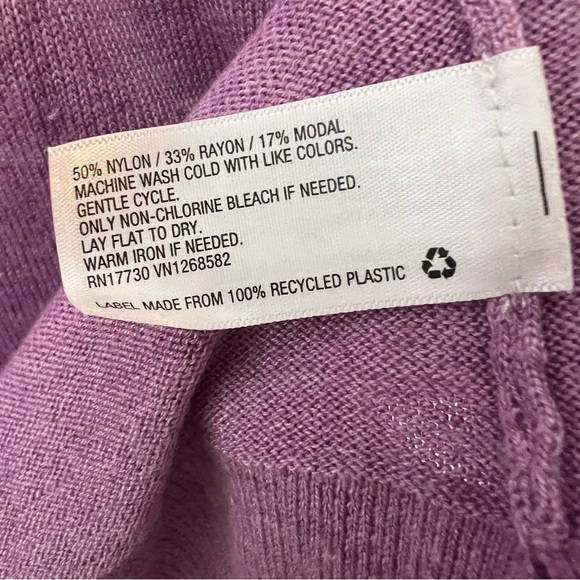 50% NYLON / 33% RAYON / 17% MODAL
MACHINE WASH COLD WITH LIKE COLORS.
GENTLE CYCLE.
ONLY NON-CHLORINE BLEACH IF NEEDED.
LAY FLAT TO DRY.
WARM IRON IF NEEDED.
RN17730 VN1268582
LABEL MADE FROM 100% RECYCLED PLASTIC